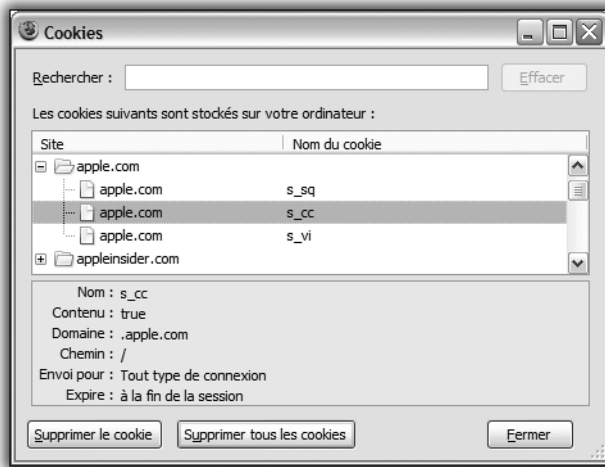 Cookies
Rechercher : Effacer
Les cookies suivants sont stockés sur votre ordinateur :
Site Nom du cookie
apple.com
apple.com s_sq
apple.com s_cc
apple.com s_vi
appleinsider.com
Nom : s_cc
Contenu : true
Domaine : .apple.com
Chemin : /
Envoi pour : Tout type de connexion
Expire : à la fin de la session
Supprimer le cookie Supprimer tous les cookies Fermer